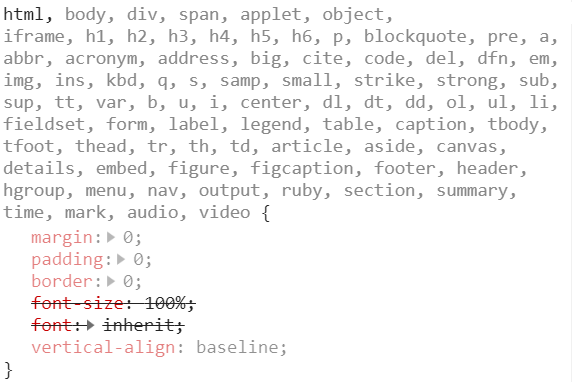 html, body, div, span, applet, object,
iframe, h1, h2, h3, h4, h5, h6, p, blockquote, pre, a,
abbr, acronym, address, big, cite, code, del, dfn, em,
img, ins, kbd, q, s, samp, small, strike, strong, sub,
sup, tt, var, b, u, i, center, dl, dt, dd, ol, ul, li,
fieldset, form, label, legend, table, caption, tbody,
tfoot, thead, tr, th, td, article, aside, canvas,
details, embed, figure, figcaption, footer, header,
hgroup, menu, nav, output, ruby, section, summary,
time, mark, audio, video {
margin: 0;
padding: 0;
border: 0;
font-size: 100%;
font: inherit;
vertical-align: baseline;
}